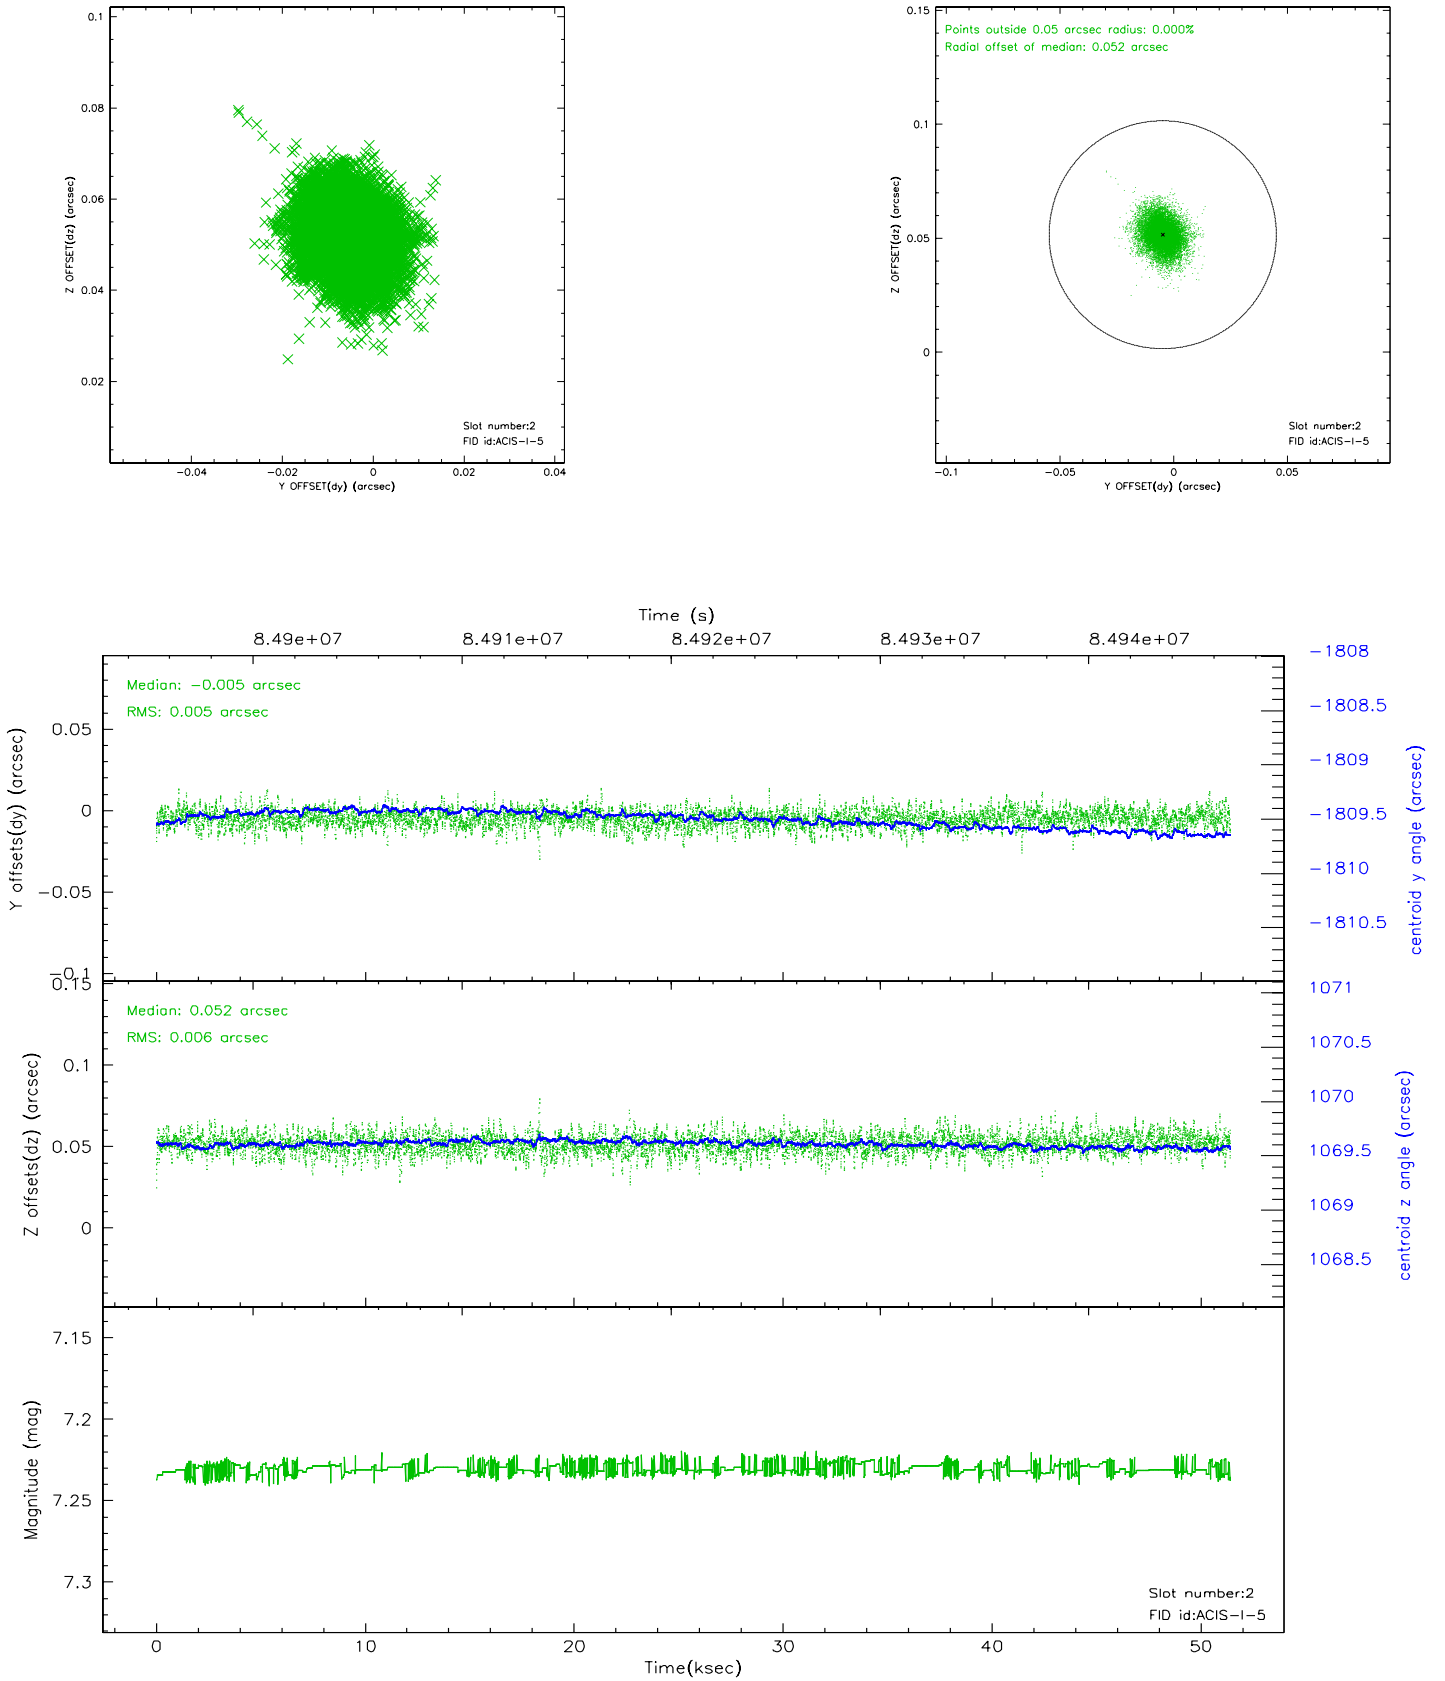 0.1
0.08
0.06
0.04
0.02
Z OFFSET(dz) (arcsec)
−0.04
−0.02
0
0.02
0.04
Y OFFSET(dy) (arcsec)
Slot number:2
FID id:ACIS−I−5
Points outside 0.05 arcsec radius: 0.000%
Radial offset of median: 0.052 arcsec
0.15
0.1
0.05
0
Z OFFSET(dz) (arcsec)
−0.1
−0.05
0
0.05
Y OFFSET(dy) (arcsec)
Slot number:2
FID id:ACIS−I−5
Time (s)
8.49e+07
8.491e+07
8.492e+07
8.493e+07
8.494e+07
Median: −0.005 arcsec
RMS: 0.005 arcsec
0.05
0
−0.05
−0.1
Y offsets(dy) (arcsec)
−1808
−1808.5
−1809
−1809.5
−1810
−1810.5
centroid y angle (arcsec)
Median: 0.052 arcsec
RMS: 0.006 arcsec
0.15
0.1
0.05
0
Z offsets(dz) (arcsec)
1071
1070.5
1070
1069.5
1069
1068.5
centroid z angle (arcsec)
7.15
7.2
7.25
7.3
Magnitude (mag)
Slot number:2
FID id:ACIS−I−5
0
10
20
30
40
50
Time(ksec)